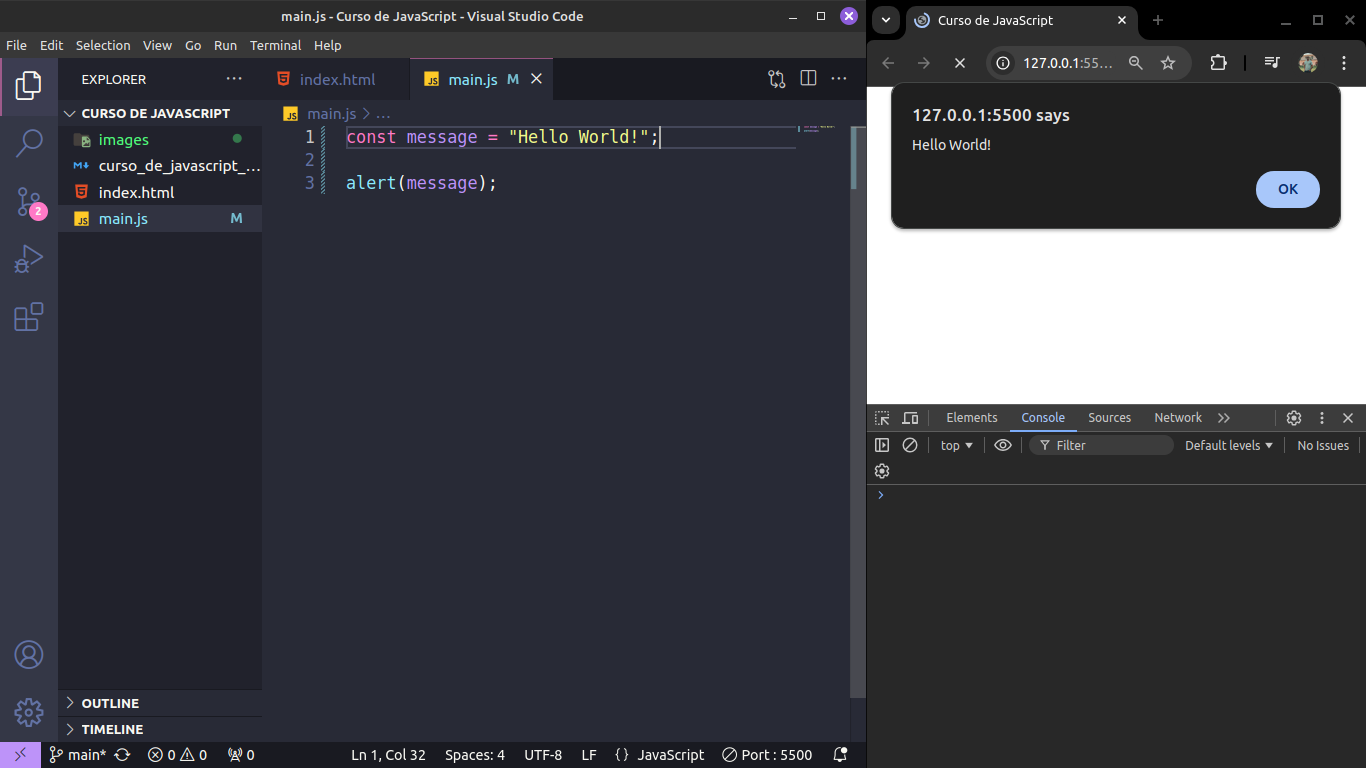 main.js - Curso de JavaScript - Visual Studio Code
File Edit Selection View Go Run Terminal Help
EXPLORER
CURSO DE JAVASCRIPT
images
curso_de_javascript_...
index.html
main.js M
OUTLINE
TIMELINE
index.html
JS main.js M
JS main.js > ...
1 const message = "Hello World!";
2
3 alert(message);
2
main* 0 0 0
Ln 1, Col 32 Spaces: 4 UTF-8 LF {} JavaScript Port : 5500
Curso de JavaScript
127.0.0.1:55...
127.0.0.1:5500 says
Hello World!
OK
Elements Console Sources Network
top Filter Default levels No Issues